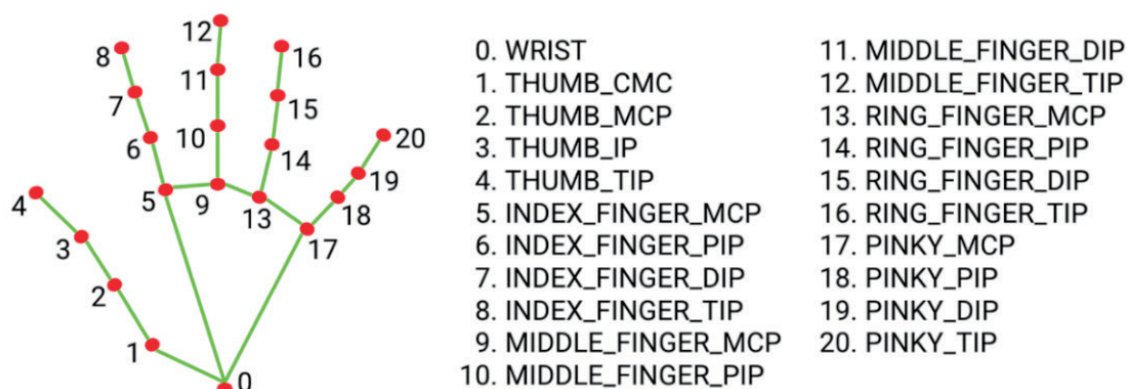 12
8
16
11
7
15
10
6
14
20
19
4
5
9
13
18
3
17
2
1
0
0. WRIST
1. THUMB_CMC
2. THUMB_MCP
3. THUMB_IP
4. THUMB_TIP
5. INDEX_FINGER_MCP
6. INDEX_FINGER_PIP
7. INDEX_FINGER_DIP
8. INDEX_FINGER_TIP
9. MIDDLE_FINGER_MCP
10. MIDDLE_FINGER_PIP
11. MIDDLE_FINGER_DIP
12. MIDDLE_FINGER_TIP
13. RING_FINGER_MCP
14. RING_FINGER_PIP
15. RING_FINGER_DIP
16. RING_FINGER_TIP
17. PINKY_MCP
18. PINKY_PIP
19. PINKY_DIP
20. PINKY_TIP